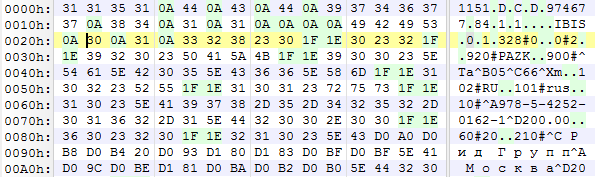 0000h: 31 31 35 31 0A 44 0A 43 0A 44 0A 39 37 34 36 37 1151.D.C.D.97467
0010h: 37 0A 38 34 0A 31 0A 31 0A 0A 0A 0A 49 42 49 53 7.84.1.1....IBIS
0020h: 0A 30 0A 31 0A 33 32 38 23 30 1F 1E 30 23 32 1F .0.1.328#0..0#2.
0030h: 1E 39 32 30 23 50 41 5A 4B 1F 1E 39 30 30 23 5E .920#PAZK..900#^
0040h: 54 61 5E 42 30 35 5E 43 36 36 5E 58 6D 1F 1E 31 Ta^B05^C66^Xm..1
0050h: 30 32 23 52 55 1F 1E 31 30 31 23 72 75 73 1F 1E 02#RU..101#rus..
0060h: 31 30 23 5E 41 39 37 38 2D 35 2D 34 32 35 32 2D 10#^A978-5-4252-
0070h: 30 31 36 32 2D 31 5E 44 32 30 30 2E 30 30 1F 1E 0162-1^D200.00..
0080h: 36 30 23 32 30 1F 1E 32 31 30 23 5E 43 D0 A0 D0 60#20..210#^C Р
0090h: B8 D0 B4 20 D0 93 D1 80 D1 83 D0 BF D0 BF 5E 41 ид Групп^A
00A0h: D0 9C D0 BE D1 81 D0 BA D0 B2 D0 B0 5E 44 32 30 Москва^D20